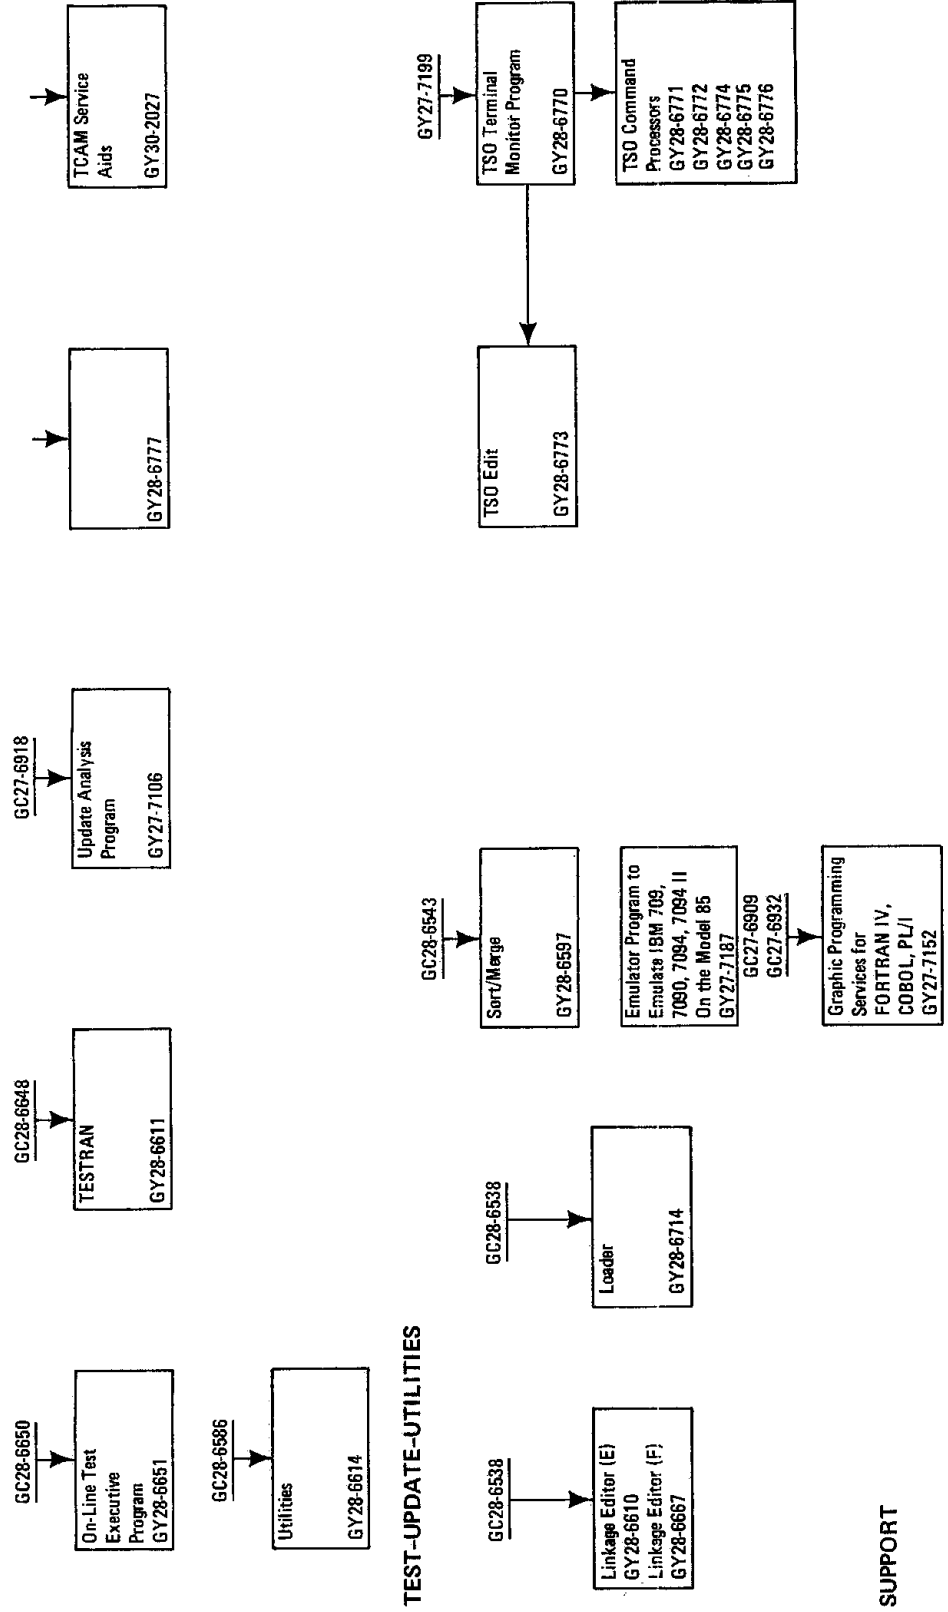 GC28-6650
On-Line Test
Executive
Program
GY28-6651
GC28-6648
TESTRAN
GY28-6611
GC27-6918
Update Analysis
Program
GY27-7106
GY28-6777
TCAM Service
Aids
GY30-2027
GC28-6586
Utilities
GY28-6614
TEST-UPDATE-UTILITIES
GC28-6538
Linkage Editor (E)
GY28-6610
Linkage Editor (F)
GY28-6667
GC28-6538
Loader
GY28-6714
GC28-6543
Sort/Merge
GY28-6597
Emulator Program to
Emulate IBM 709,
7090, 7094, 7094 II
On the Model 85
GY27-7187
GC27-6909
GC27-6932
Graphic Programming
Services for
FORTRAN IV,
COBOL, PL/I
GY27-7152
TSO Edit
GY28-6773
GY27-7199
TSO Terminal
Monitor Program
GY28-6770
TSO Command
Processors
GY28-6771
GY28-6772
GY28-6774
GY28-6775
GY28-6776
SUPPORT